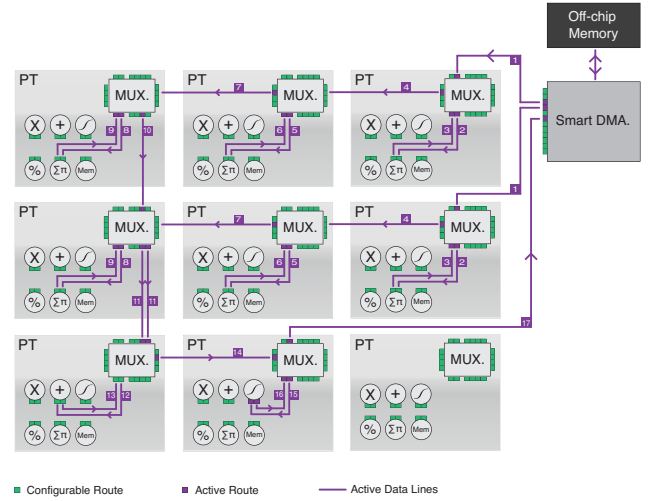 Off-chip
Memory
1
PT
MUX.
7
PT
MUX.
4
PT
MUX.
Smart DMA.
X
+
9
8
10
X
+
6
5
X
+
3
2
%
Σπ
Mem
%
Σπ
Mem
%
Σπ
Mem
1
PT
MUX.
7
PT
MUX.
4
PT
MUX.
X
+
9
8
X
+
6
5
X
+
3
2
%
Σπ
Mem
11
11
%
Σπ
Mem
%
Σπ
Mem
17
PT
MUX.
14
PT
MUX.
PT
MUX.
X
+
13
12
X
+
16
15
X
+
%
Σπ
Mem
%
Σπ
Mem
%
Σπ
Mem
Configurable Route
Active Route
Active Data Lines